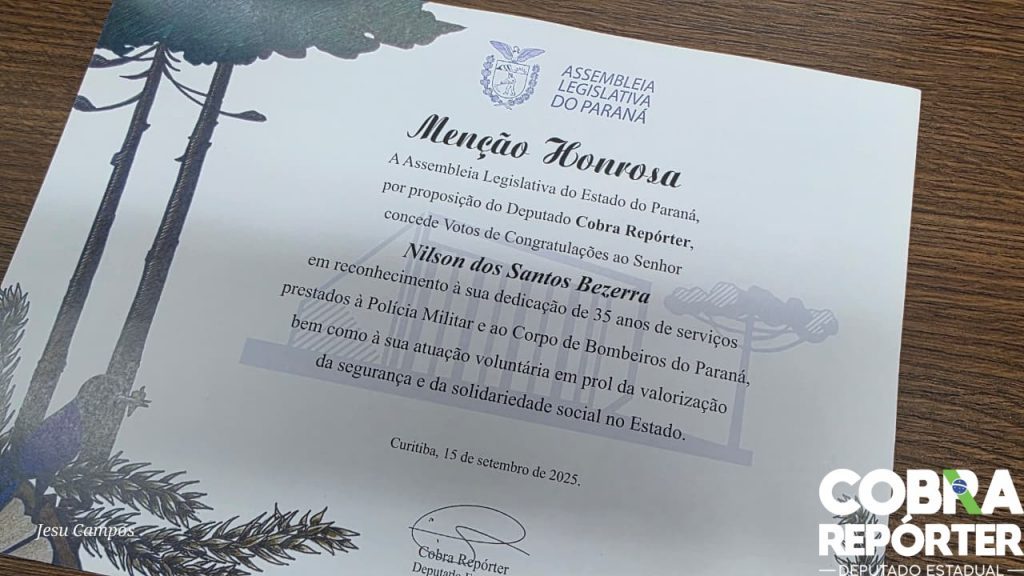 ASSEMBLEIA
LEGISLATIVA
DO PARANÁ
Menção Honrosa
A Assembleia Legislativa do Estado do Paraná,
por proposição do Deputado Cobra Repórter,
concede Votos de Congratulações ao Senhor
Nilson dos Santos Bezerra
em reconhecimento à sua dedicação de 35 anos de serviços
prestados à Polícia Militar e ao Corpo de Bombeiros do Paraná,
bem como à sua atuação voluntária em prol da valorização
da segurança e da solidariedade social no Estado.
Curitiba, 15 de setembro de 2025.
Cobra Repórter
Deputado
Jesu Campos
COBRA
REPÓRTER
DEPUTADO ESTADUAL